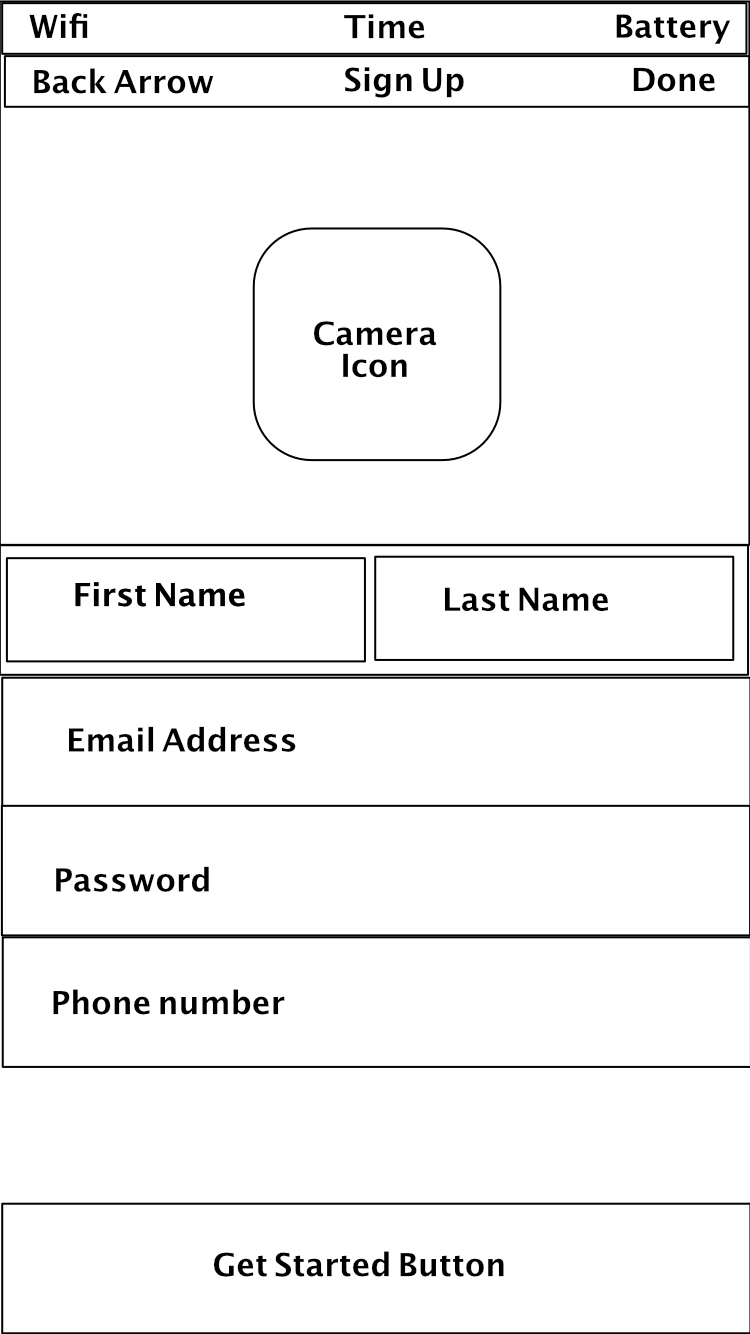 Wifi Time Battery
Back Arrow Sign Up Done
Camera
Icon
First Name Last Name
Email Address
Password
Phone number
Get Started Button